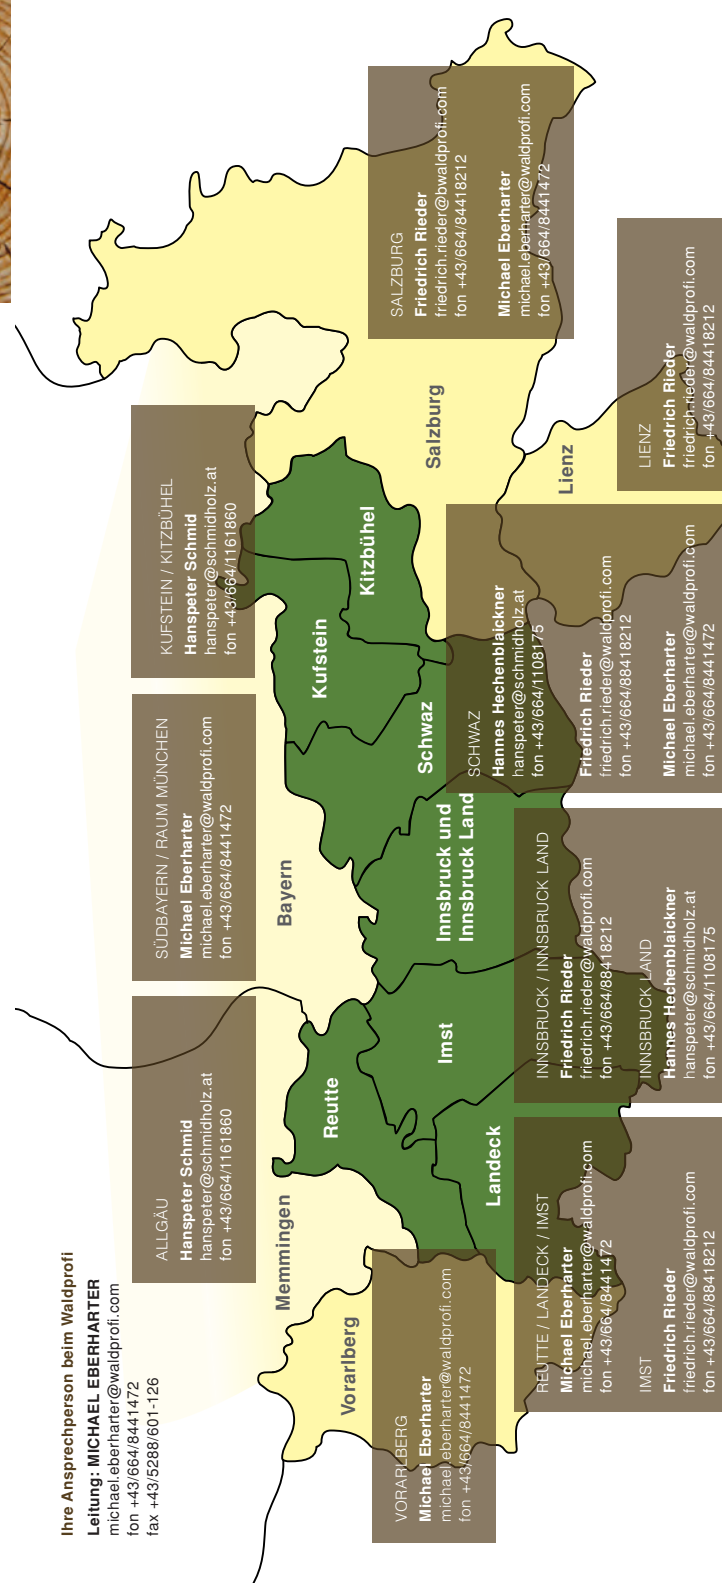 Ihre Ansprechperson beim Waldprofi
Leitung: MICHAEL EBERHARTER
michael.eberharter@waldprofi.com
fon +43/664/8441472
fax +43/5288/601-126
ALLGÄU
Hanspeter Schmid
hanspeter@schmidholz.at
fon +43/664/1161860
SÜDBAYERN / RAUM MÜNCHEN
Michael Eberharter
michael.eberharter@waldprofi.com
fon +43/664/8441472
KUFSTEIN / KITZBÜHEL
Hanspeter Schmid
hanspeter@schmidholz.at
fon +43/664/1161860
Memmingen
Bayern
Vorarlberg
Reutte
Kufstein
Kitzbühel
Imst
Landeck
Innsbruck und
Innsbruck Land
Schwaz
Salzburg
Lienz
VORARLBERG
Michael Eberharter
michael.eberharter@waldprofi.com
fon +43/664/8441472
SALZBURG
Friedrich Rieder
friedrich.rieder@bwaldprofi.com
fon +43/664/84418212
Michael Eberharter
michael.eberharter@waldprofi.com
fon +43/664/8441472
REUTTE / LANDECK / IMST
Michael Eberharter
michael.eberharter@waldprofi.com
fon +43/664/8441472
IMST
Friedrich Rieder
friedrich.rieder@waldprofi.com
fon +43/664/88418212
INNSBRUCK / INNSBRUCK LAND
Friedrich Rieder
friedrich.rieder@waldprofi.com
fon +43/664/88418212
INNSBRUCK LAND
Hannes Hechenblaickner
hanspeter@schmidholz.at
fon +43/664/1108175
SCHWAZ
Hannes Hechenblaickner
hanspeter@schmidholz.at
fon +43/664/1108175
Friedrich Rieder
friedrich.rieder@waldprofi.com
fon +43/664/88418212
Michael Eberharter
michael.eberharter@waldprofi.com
fon +43/664/8441472
LIENZ
Friedrich Rieder
friedrich.rieder@waldprofi.com
fon +43/664/84418212